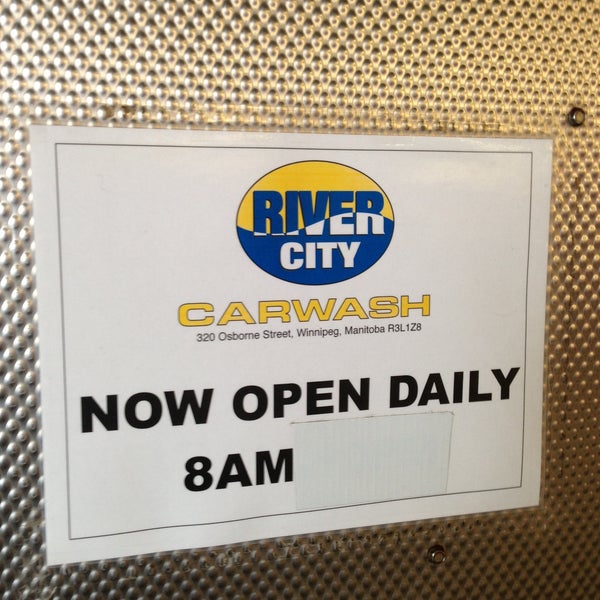 RIVER
CITY
CARWASH
320 Osborne Street, Winnipeg, Manitoba R3L1Z8
NOW OPEN DAILY
8AM